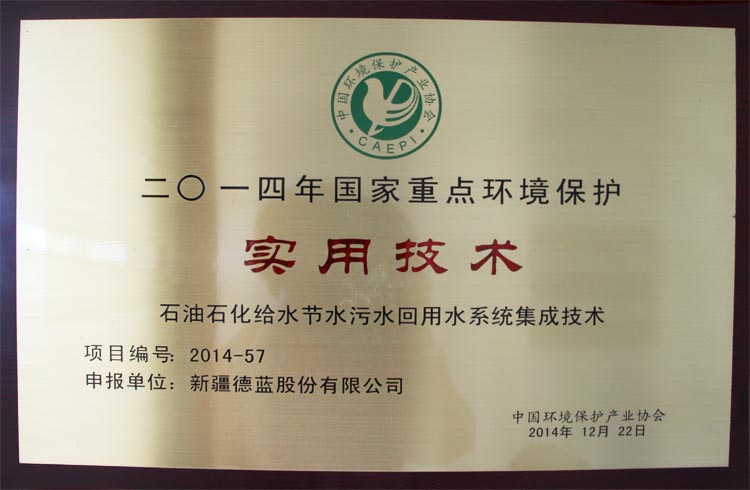 中国环境保护产业协会
·CAEPI·
二〇一四年国家重点环境保护
实用技术
石油石化给水节水污水回用水系统集成技术
项目编号：2014-57
申报单位：新疆德蓝股份有限公司
中国环境保护产业协会
2014年 12月 22日